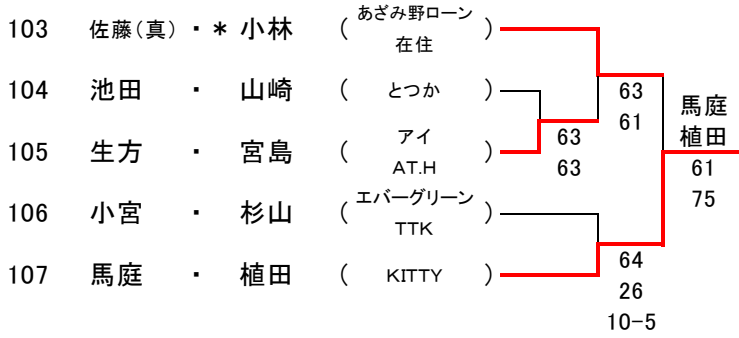 103 佐藤(真)・*小林 (あざみ野ローン 在住)
104 池田 ・ 山崎 ( とつか )
105 生方 ・ 宮島 ( アイ AT.H )
106 小宮 ・ 杉山 (エバーグリーン TTK )
107 馬庭 ・ 植田 ( KITTY )
63
63
63
61
64
26
10-5
馬庭
植田
61
75